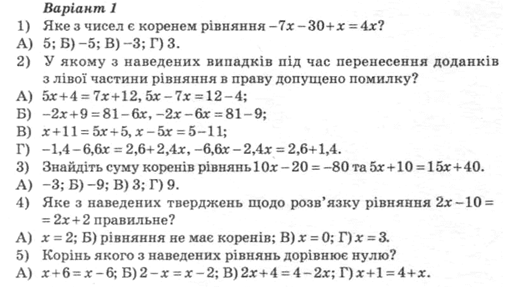 Варіант 1
1) Яке з чисел є коренем рівняння −7x − 30 + x = 4x?
А) 5; Б) −5; В) −3; Г) 3.
2) У якому з наведених випадків під час перенесення доданків
з лівої частини рівняння в праву допущено помилку?
А) 5x + 4 = 7x + 12, 5x − 7x = 12 − 4;
Б) −2x + 9 = 81 − 6x, −2x − 6x = 81 − 9;
В) x + 11 = 5x + 5, x − 5x = 5 − 11;
Г) −1,4 − 6,6x = 2,6 + 2,4x, −6,6x − 2,4x = 2,6 + 1,4.
3) Знайдіть суму коренів рівнянь 10x − 20 = −80 та 5x + 10 = 15x + 40.
А) −3; Б) −9; В) 3; Г) 9.
4) Яке з наведених тверджень щодо розв’язку рівняння 2x − 10 =
= 2x + 2 правильне?
А) x = 2; Б) рівняння не має коренів; В) x = 0; Г) x = 3.
5) Корінь якого з наведених рівнянь дорівнює нулю?
А) x + 6 = x − 6; Б) 2 − x = x − 2; В) 2x + 4 = 4 − 2x; Г) x + 1 = 4 + x.